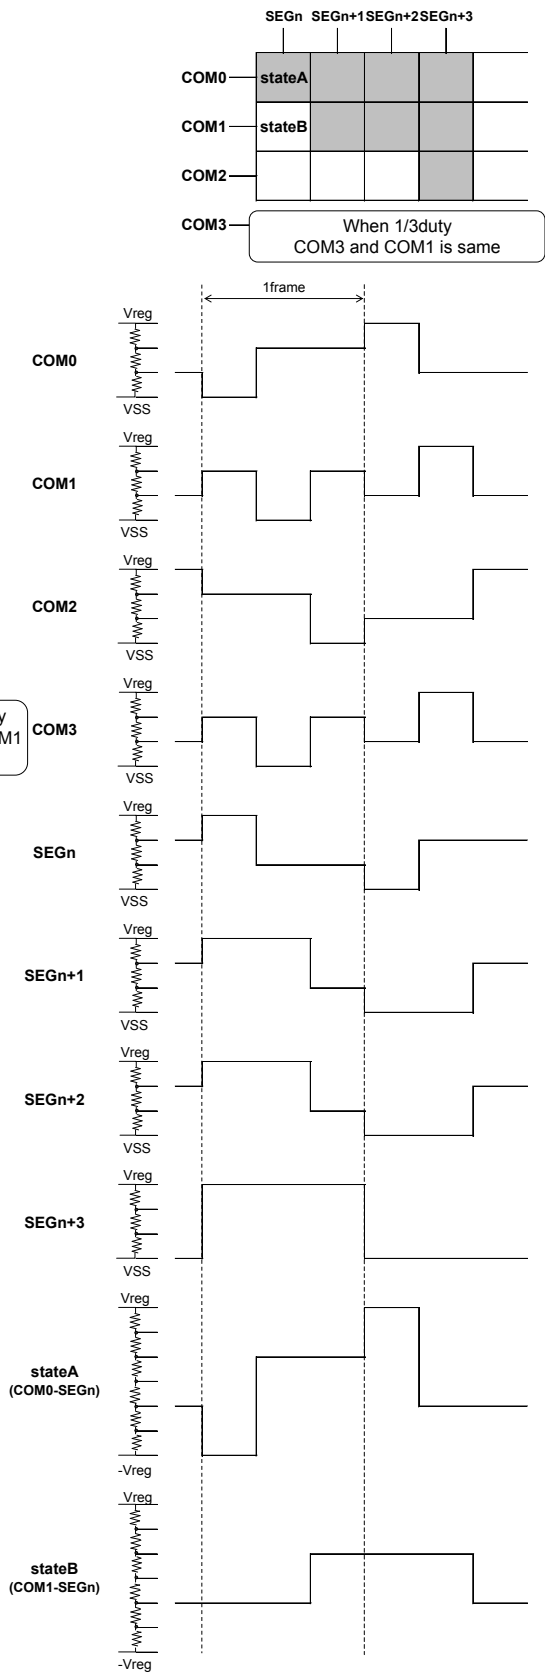 SEGn SEGn+1 SEGn+2 SEGn+3
COM0 stateA
COM1 stateB
COM2
COM3
When 1/3duty
COM3 and COM1 is same
1frame
Vreg
COM0
VSS
Vreg
COM1
VSS
Vreg
COM2
VSS
Vreg
y
M1
COM3
VSS
Vreg
SEGn
VSS
Vreg
SEGn+1
VSS
Vreg
SEGn+2
VSS
Vreg
SEGn+3
VSS
Vreg
stateA
(COM0-SEGn)
-Vreg
Vreg
stateB
(COM1-SEGn)
-Vreg